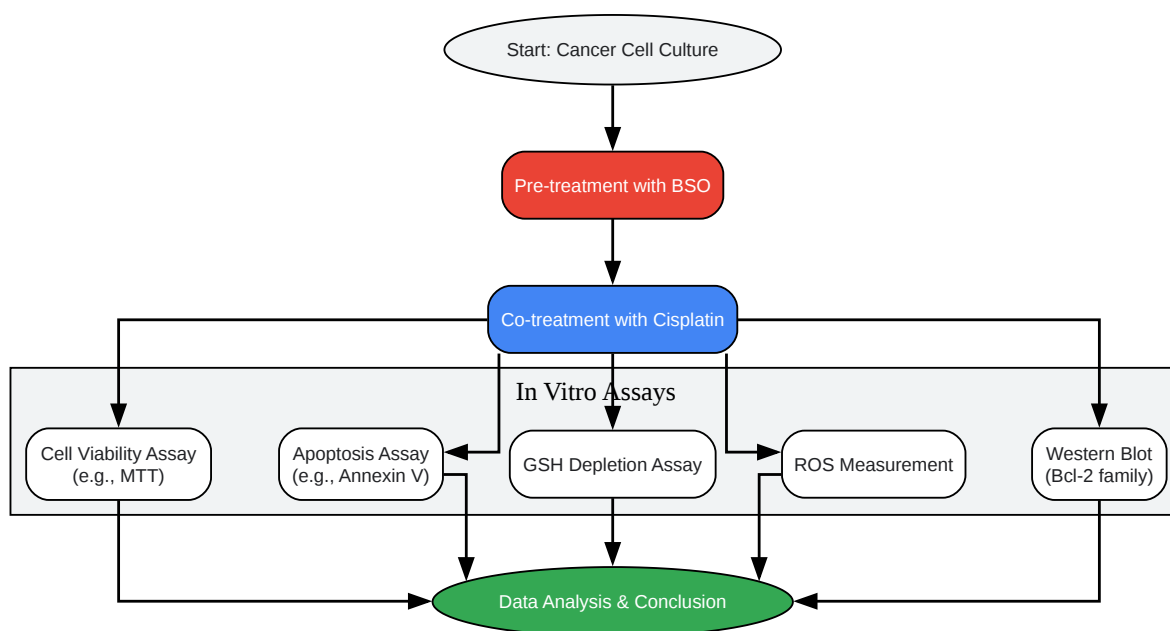 Start: Cancer Cell Culture
Pre-treatment with BSO
Co-treatment with Cisplatin
In Vitro Assays
Cell Viability Assay
(e.g., MTT)
Apoptosis Assay
(e.g., Annexin V)
GSH Depletion Assay
ROS Measurement
Western Blot
(Bcl-2 family)
Data Analysis & Conclusion